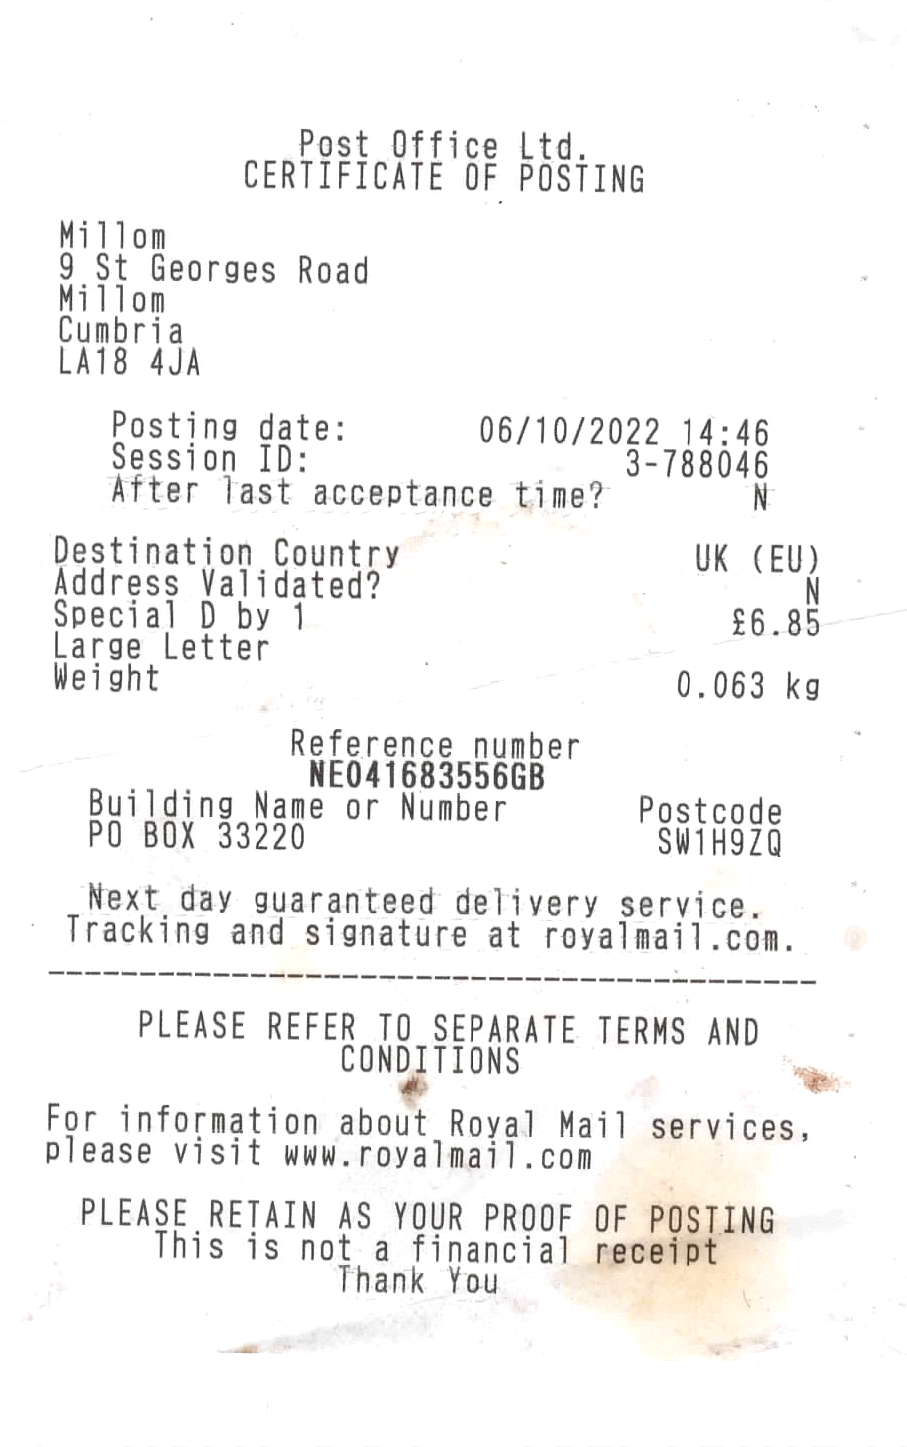 Post Office Ltd.
CERTIFICATE OF POSTING
Millom
9 St Georges Road
Millom
Cumbria
LA18 4JA
Posting date: 06/10/2022 14:46
Session ID: 3-788046
After last acceptance time? N
Destination Country UK (EU)
Address Validated? N
Special D by 1 £6.85
Large Letter
Weight 0.063 kg
Reference number
NE041683556GB
Building Name or Number Postcode
PO BOX 33220 SW1H9ZQ
Next day guaranteed delivery service.
Tracking and signature at royalmail.com.
PLEASE REFER TO SEPARATE TERMS AND
CONDITIONS
For information about Royal Mail services,
please visit www.royalmail.com
PLEASE RETAIN AS YOUR PROOF OF POSTING
This is not a financial receipt
Thank You